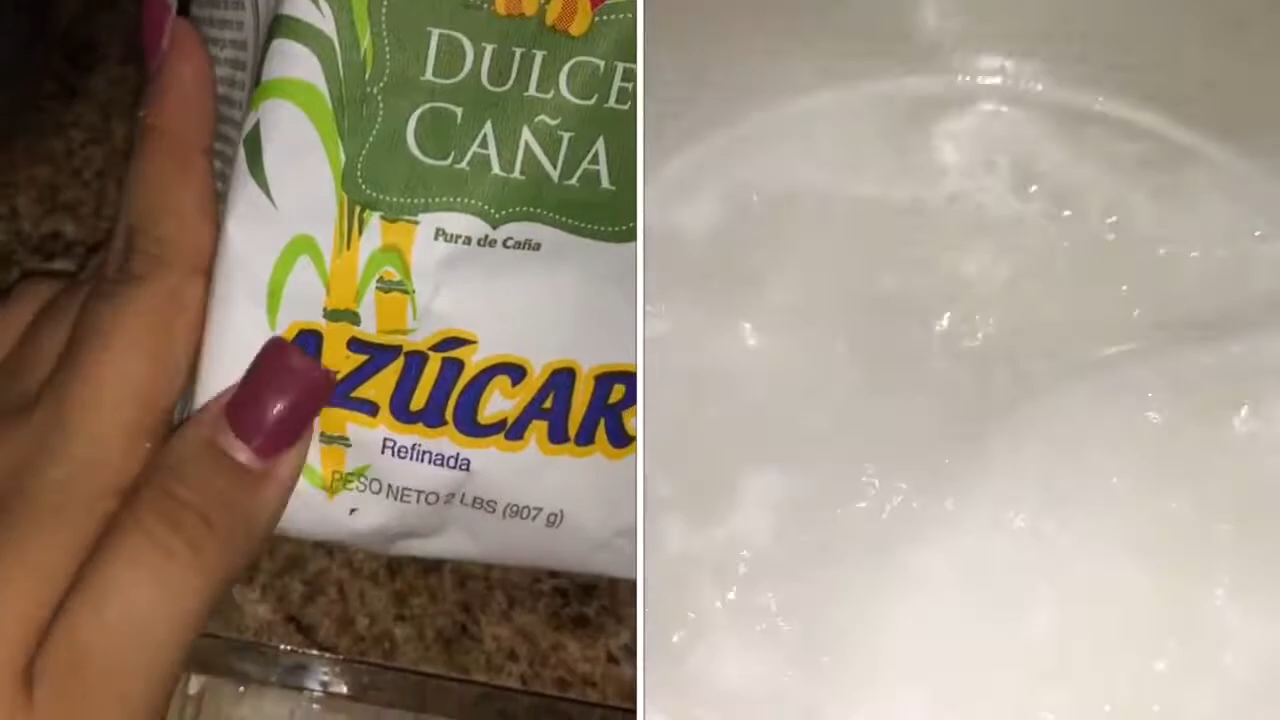 DULCE
CAÑA
Pura de Caña
AZÚCAR
Refinada
PESO NETO 2 LBS (907 g)